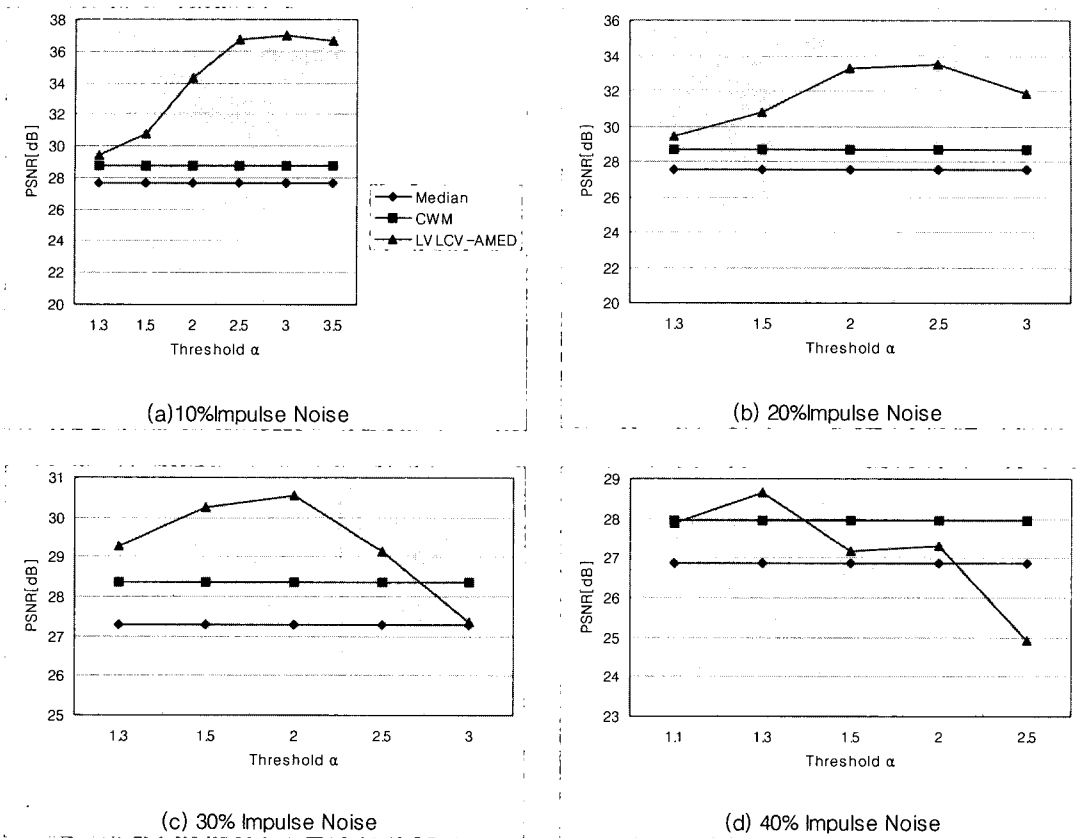 38
36
34
32
30
28
26
24
22
20
PSNR[dB]
1.3 1.5 2 2.5 3 3.5
Threshold α
Median
CWM
LVLCV-AMED
(a)10%Impulse Noise
36
34
32
30
28
26
24
22
20
PSNR[dB]
1.3 1.5 2 2.5 3
Threshold α
(b) 20%Impulse Noise
31
30
29
28
27
26
25
PSNR[dB]
1.3 1.5 2 2.5 3
Threshold α
(c) 30% Impulse Noise
29
28
27
26
25
24
23
PSNR[dB]
1.1 1.3 1.5 2 2.5
Threshold α
(d) 40% Impulse Noise